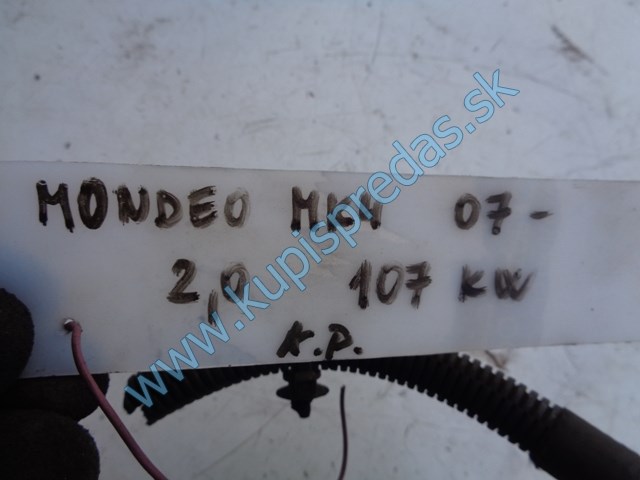 MONDEO MK4 07-
2,0 107 KW
K.P.
www.kupispredas.sk